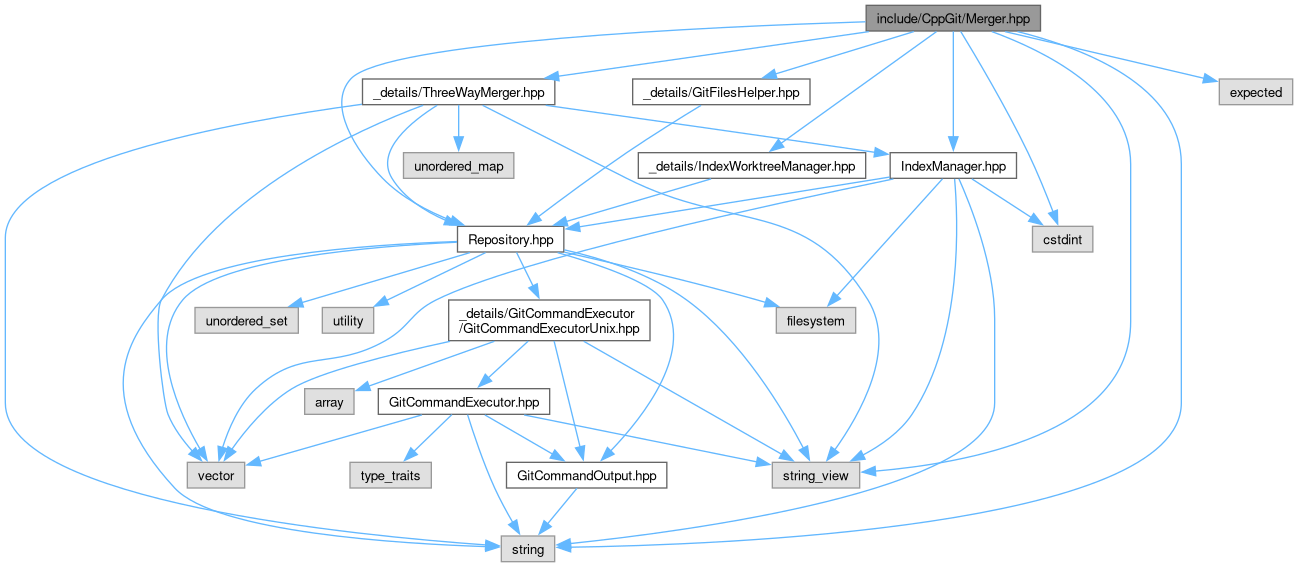 include/CppGit/Merger.hpp
_details/ThreeWayMerger.hpp
_details/GitFilesHelper.hpp
expected
unordered_map
_details/IndexWorktreeManager.hpp
IndexManager.hpp
Repository.hpp
cstdint
unordered_set
utility
_details/GitCommandExecutor
/GitCommandExecutorUnix.hpp
filesystem
array
GitCommandExecutor.hpp
vector
type_traits
GitCommandOutput.hpp
string_view
string